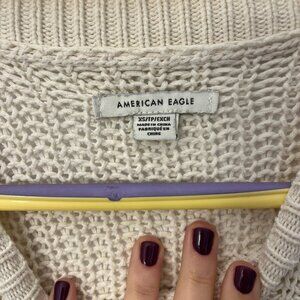 AMERICAN EAGLE
XS/TP/EXCH
MADE IN CHINA
FABRIQUÉ EN
CHINE